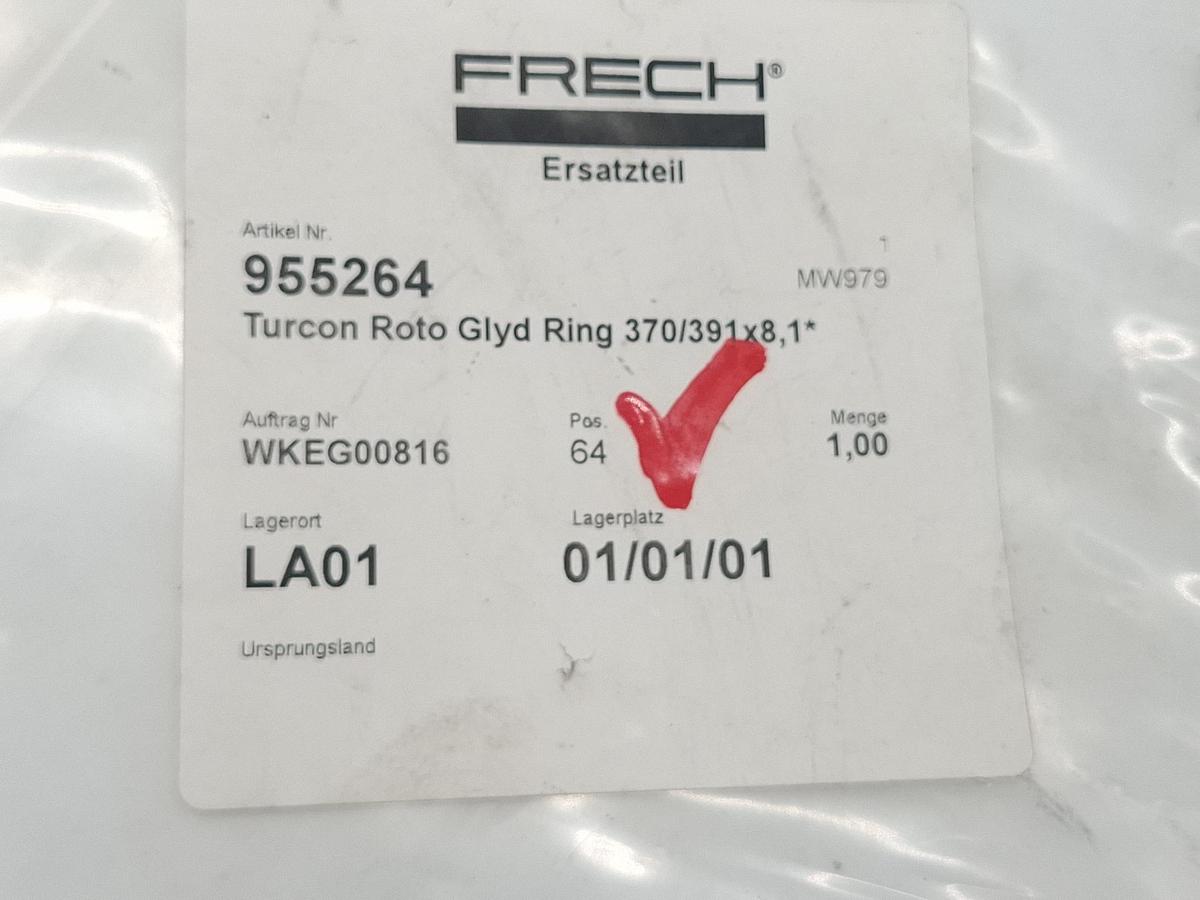 FRECH®
Ersatzteil
Artikel Nr.
1
955264 MW979
Turcon Roto Glyd Ring 370/391x8,1*
Auftrag Nr Pos. Menge
WKEG00816 64 1,00
Lagerort Lagerplatz
LA01 01/01/01
Ursprungsland